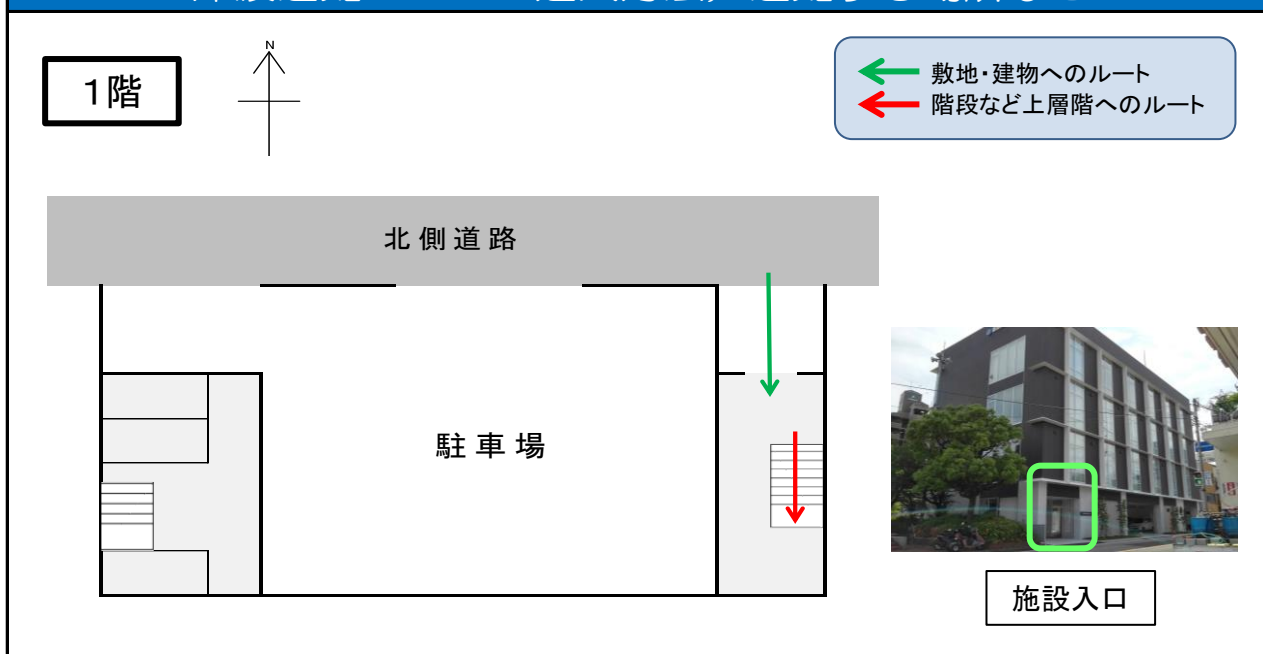 N
1階
敷地・建物へのルート
階段など上層階へのルート
北側道路
駐車場
施設入口